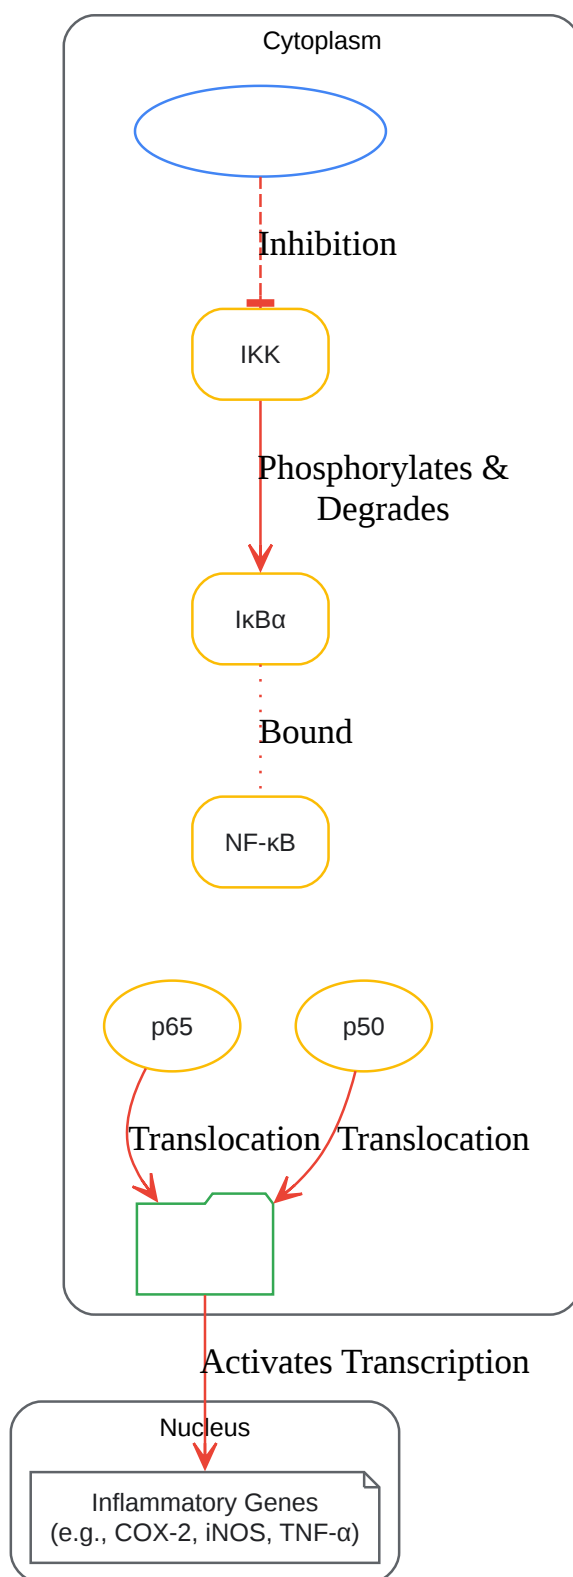 Cytoplasm
Inhibition
IKK
Phosphorylates &
Degrades
IκBα
Bound
NF-κB
p65
p50
Translocation
Translocation
Activates Transcription
Nucleus
Inflammatory Genes
(e.g., COX-2, iNOS, TNF-α)